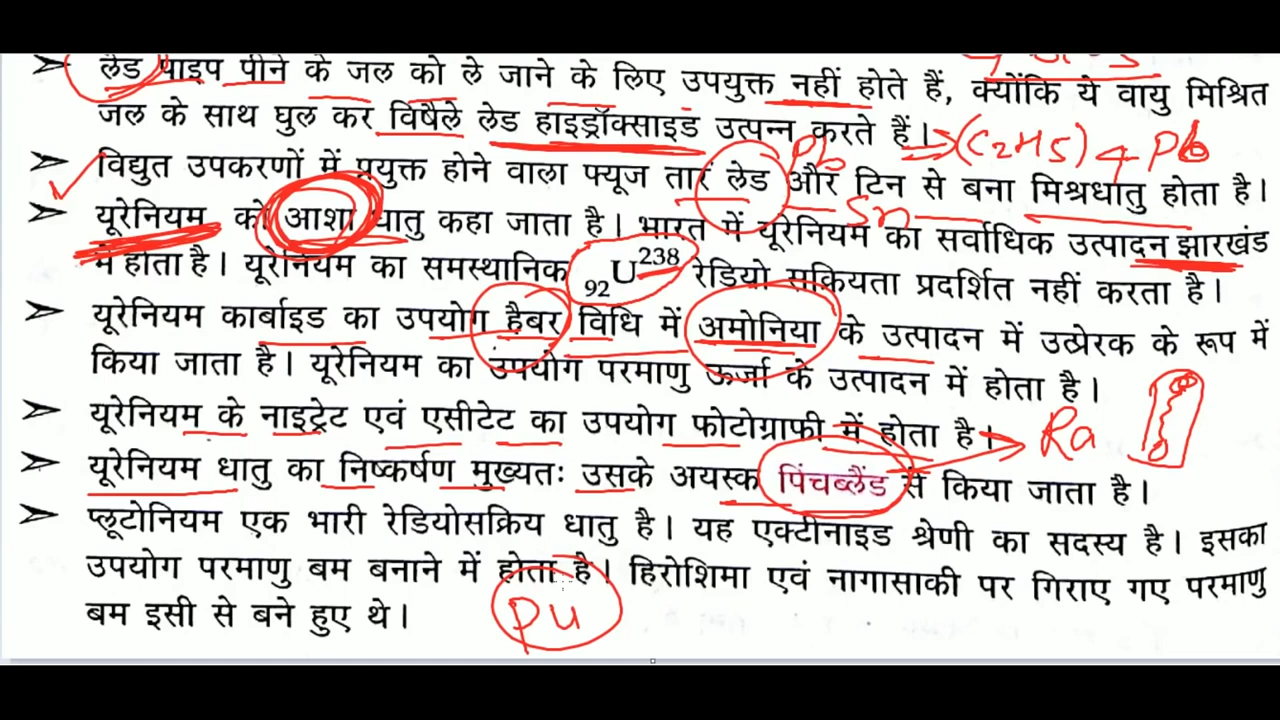 ➢ लेड पाइप पीने के जल को ले जाने के लिए उपयुक्त नहीं होते हैं, क्योंकि ये वायु मिश्रित
जल के साथ घुल कर विषैले लेड हाइड्रॉक्साइड उत्पन्न करते हैं। ⇒ (C2H5)4 Pb
Pb
➢ विद्युत उपकरणों में प्रयुक्त होने वाला फ्यूज तार लेड और टिन से बना मिश्रधातु होता है।
Sn
➢ यूरेनियम को आशा धातु कहा जाता है। भारत में यूरेनियम का सर्वाधिक उत्पादन झारखंड
में होता है। यूरेनियम का समस्थानिक ₉₂U²³⁸ रेडियो सक्रियता प्रदर्शित नहीं करता है।
➢ यूरेनियम कार्बाइड का उपयोग हैबर विधि में अमोनिया के उत्पादन में उत्प्रेरक के रूप में
किया जाता है। यूरेनियम का उपयोग परमाणु ऊर्जा के उत्पादन में होता है।
➢ यूरेनियम के नाइट्रेट एवं एसीटेट का उपयोग फोटोग्राफी में होता है।
Ra
➢ यूरेनियम धातु का निष्कर्षण मुख्यतः उसके अयस्क पिंचब्लैंड से किया जाता है।
➢ प्लूटोनियम एक भारी रेडियोसक्रिय धातु है। यह एक्टीनाइड श्रेणी का सदस्य है। इसका
उपयोग परमाणु बम बनाने में होता है। हिरोशिमा एवं नागासाकी पर गिराए गए परमाणु
बम इसी से बने हुए थे।
Pu